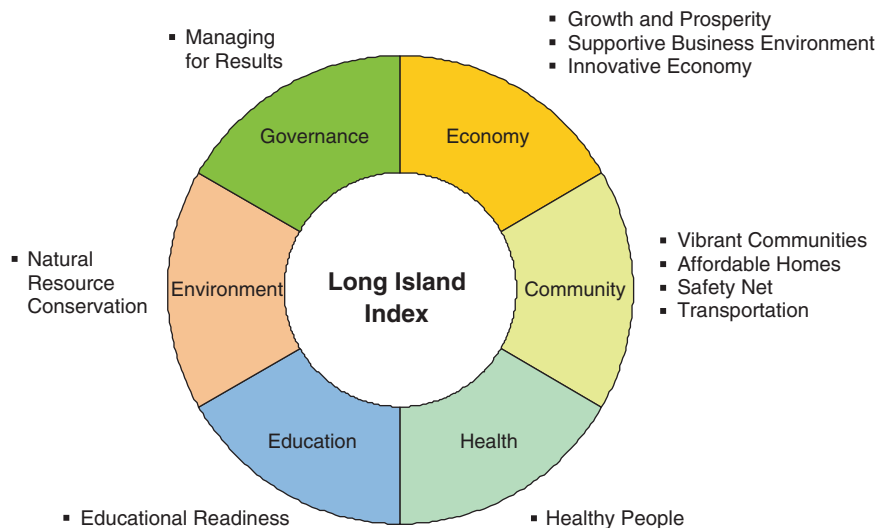 ▪ Growth and Prosperity
▪ Supportive Business Environment
▪ Innovative Economy
▪ Managing
for Results
Governance
Economy
▪ Natural
Resource
Conservation
Environment
Long Island
Index
Community
▪ Vibrant Communities
▪ Affordable Homes
▪ Safety Net
▪ Transportation
Education
Health
▪ Educational Readiness
▪ Healthy People